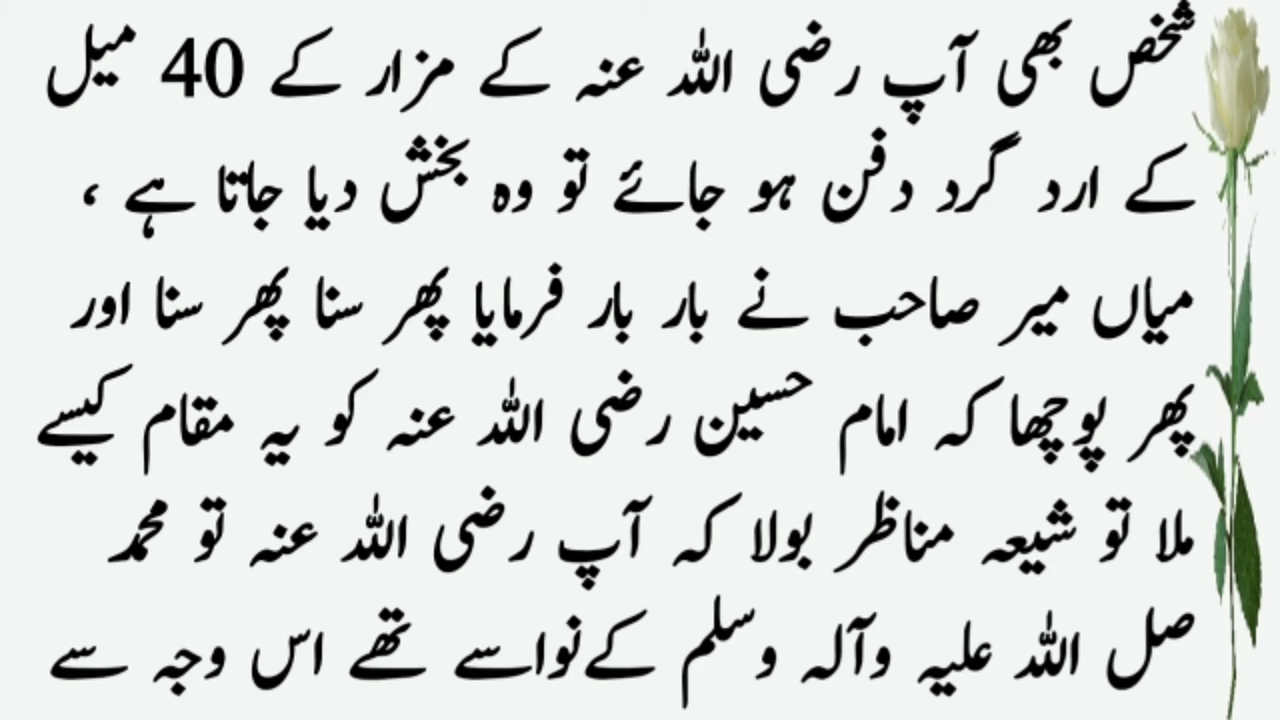 شخص بھی آپ رضی اللہ عنہ کے مزار کے 40 میل
کے ارد گرد دفن ہو جائے تو وہ بخش دیا جاتا ہے ،
میاں میر صاحب نے بار بار فرمایا پھر سنا پھر سنا اور
پھر پوچھا کہ امام حسین رضی اللہ عنہ کو یہ مقام کیسے
ملا تو شیعہ مناظر بولا کہ آپ رضی اللہ عنہ تو محمد
صل اللہ علیہ وآلہ وسلم کےنواسے تھے اس وجہ سے